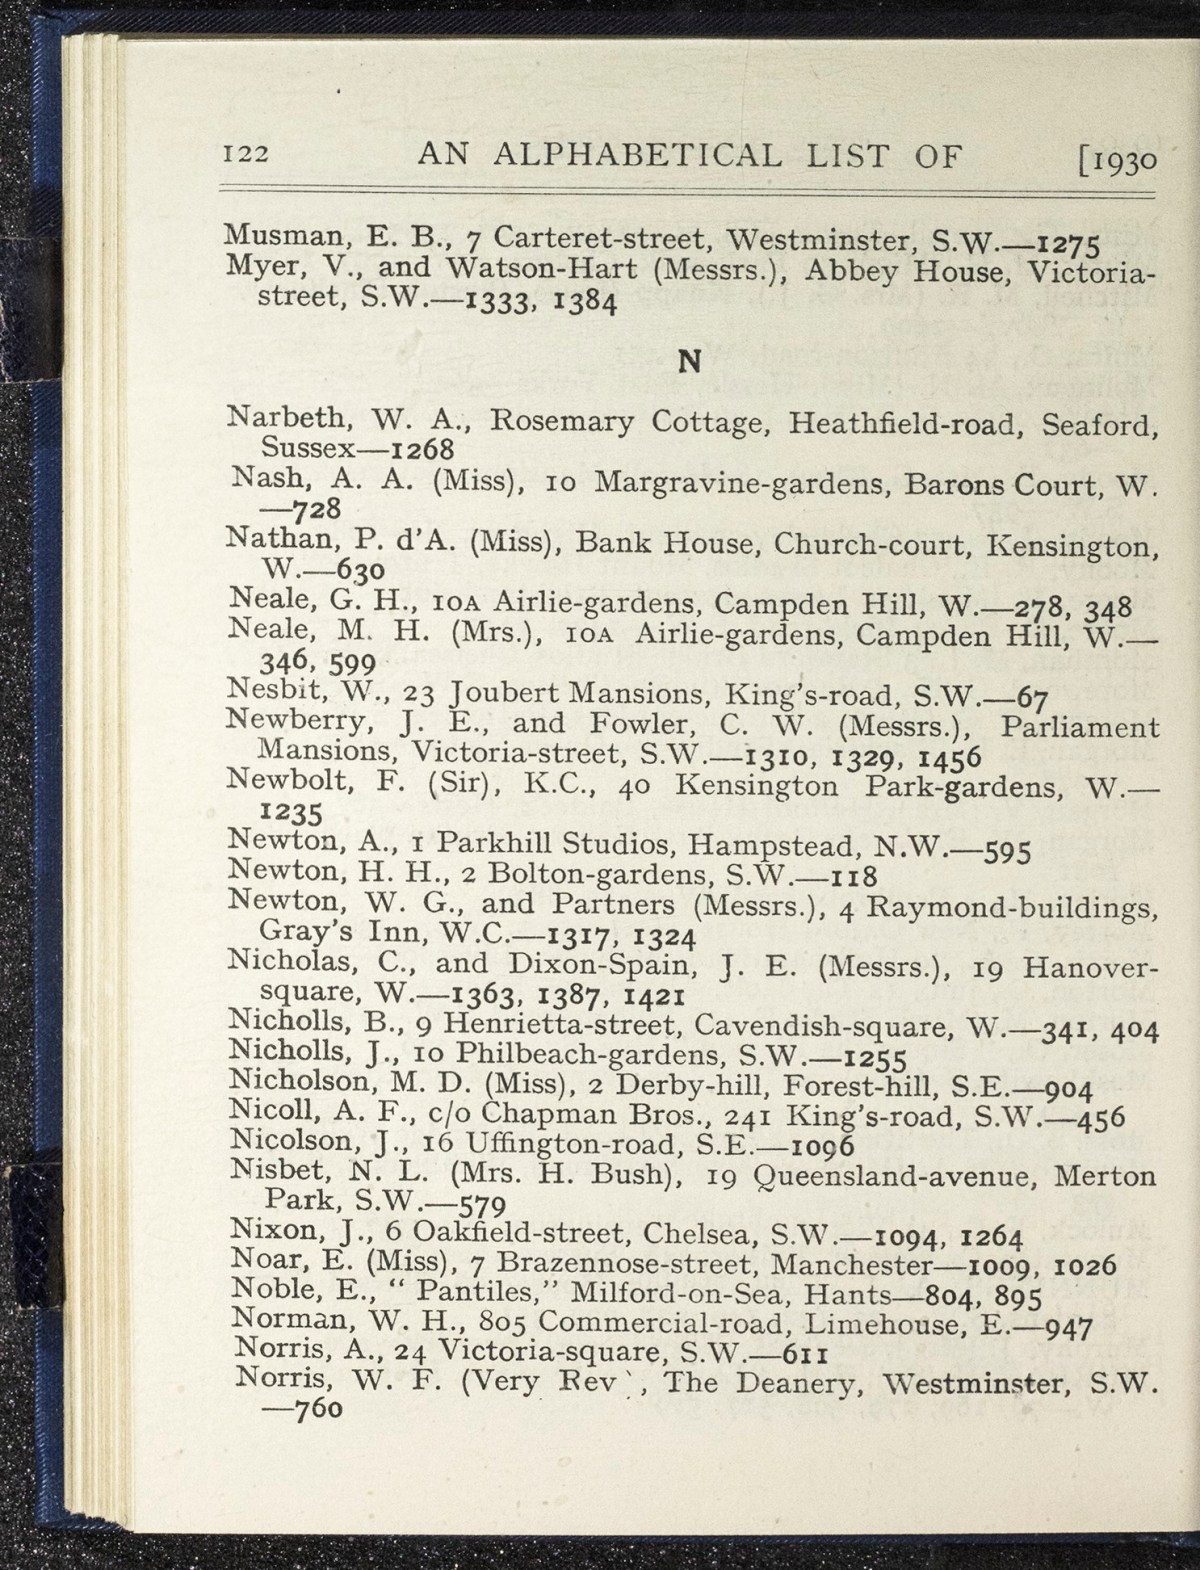 122 AN ALPHABETICAL LIST OF [1930
Musman, E. B., 7 Carteret-street, Westminster, S.W.—1275
Myer, V., and Watson-Hart (Messrs.), Abbey House, Victoria-
street, S.W.—1333, 1384
N
Narbeth, W. A., Rosemary Cottage, Heathfield-road, Seaford,
Sussex—1268
Nash, A. A. (Miss), 10 Margravine-gardens, Barons Court, W.
—728
Nathan, P. d'A. (Miss), Bank House, Church-court, Kensington,
W.—630
Neale, G. H., 10A Airlie-gardens, Campden Hill, W.—278, 348
Neale, M. H. (Mrs.), 10A Airlie-gardens, Campden Hill, W.—
346, 599
Nesbit, W., 23 Joubert Mansions, King's-road, S.W.—67
Newberry, J. E., and Fowler, C. W. (Messrs.), Parliament
Mansions, Victoria-street, S.W.—1310, 1329, 1456
Newbolt, F. (Sir), K.C., 40 Kensington Park-gardens, W.—
1235
Newton, A., 1 Parkhill Studios, Hampstead, N.W.—595
Newton, H. H., 2 Bolton-gardens, S.W.—118
Newton, W. G., and Partners (Messrs.), 4 Raymond-buildings,
Gray's Inn, W.C.—1317, 1324
Nicholas, C., and Dixon-Spain, J. E. (Messrs.), 19 Hanover-
square, W.—1363, 1387, 1421
Nicholls, B., 9 Henrietta-street, Cavendish-square, W.—341, 404
Nicholls, J., 10 Philbeach-gardens, S.W.—1255
Nicholson, M. D. (Miss), 2 Derby-hill, Forest-hill, S.E.—904
Nicoll, A. F., c/o Chapman Bros., 241 King's-road, S.W.—456
Nicolson, J., 16 Uffington-road, S.E.—1096
Nisbet, N. L. (Mrs. H. Bush), 19 Queensland-avenue, Merton
Park, S.W.—579
Nixon, J., 6 Oakfield-street, Chelsea, S.W.—1094, 1264
Noar, E. (Miss), 7 Brazennose-street, Manchester—1009, 1026
Noble, E., “ Pantiles,” Milford-on-Sea, Hants—804, 895
Norman, W. H., 805 Commercial-road, Limehouse, E.—947
Norris, A., 24 Victoria-square, S.W.—611
Norris, W. F. (Very Rev`, The Deanery, Westminster, S.W.
—760